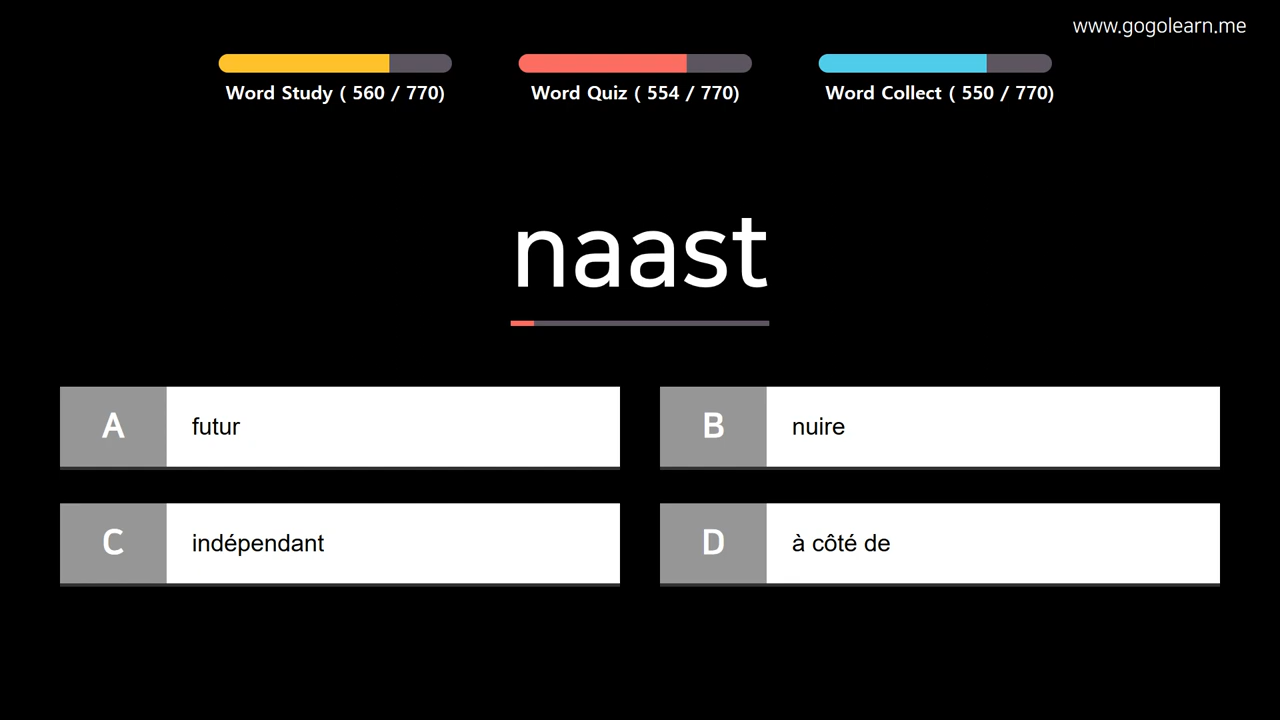 www.gogolearn.me
Word Study ( 560 / 770)
Word Quiz ( 554 / 770)
Word Collect ( 550 / 770)
naast
A futur
B nuire
C indépendant
D à côté de